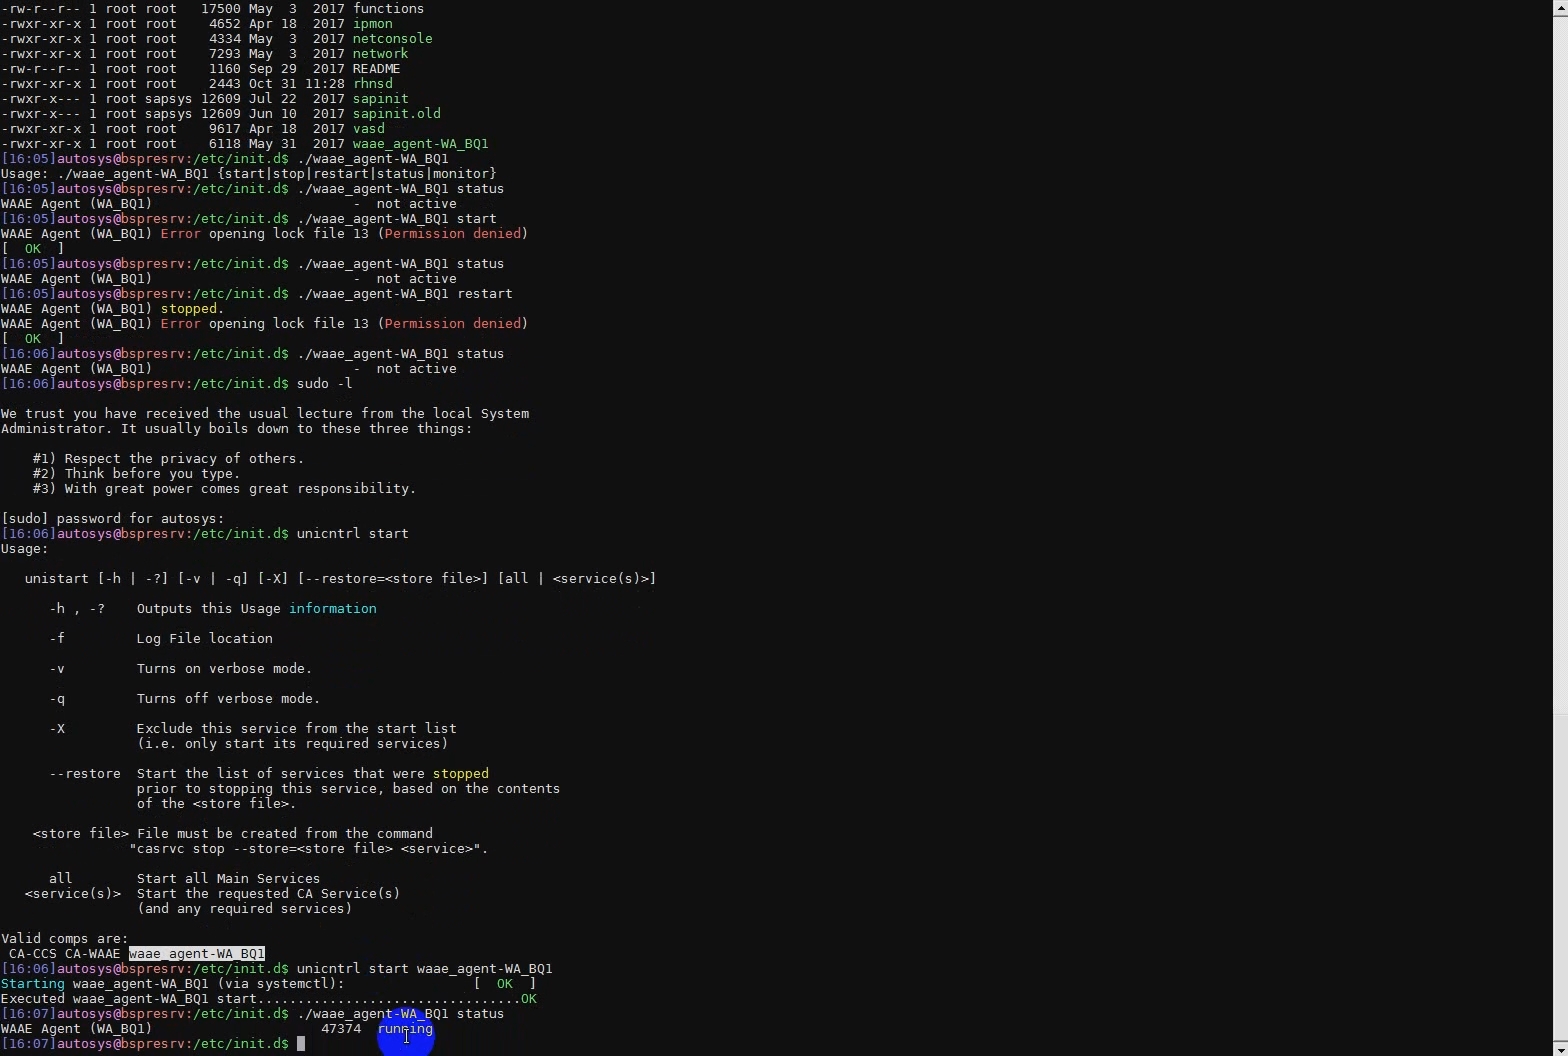 -rw-r--r-- 1 root root   17500 May  3  2017 functions
-rwxr-xr-x 1 root root    4652 Apr 18  2017 ipmon
-rwxr-xr-x 1 root root    4334 May  3  2017 netconsole
-rwxr-xr-x 1 root root    7293 May  3  2017 network
-rw-r--r-- 1 root root    1160 Sep 29  2017 README
-rwxr-xr-x 1 root root    2443 Oct 31 11:28 rhnsd
-rwxr-x--- 1 root sapsys 12609 Jul 22  2017 sapinit
-rwxr-x--- 1 root sapsys 12609 Jun 10  2017 sapinit.old
-rwxr-xr-x 1 root root    9617 Apr 18  2017 vasd
-rwxr-xr-x 1 root root    6118 May 31  2017 waae_agent-WA_BQ1
[16:05]autosys@bspresrv:/etc/init.d$ ./waae_agent-WA_BQ1
Usage: ./waae_agent-WA_BQ1 {start|stop|restart|status|monitor}
[16:05]autosys@bspresrv:/etc/init.d$ ./waae_agent-WA_BQ1 status
WAAE Agent (WA_BQ1)                         -  not active
[16:05]autosys@bspresrv:/etc/init.d$ ./waae_agent-WA_BQ1 start
WAAE Agent (WA_BQ1) Error opening lock file 13 (Permission denied)
[  OK  ]
[16:05]autosys@bspresrv:/etc/init.d$ ./waae_agent-WA_BQ1 status
WAAE Agent (WA_BQ1)                         -  not active
[16:05]autosys@bspresrv:/etc/init.d$ ./waae_agent-WA_BQ1 restart
WAAE Agent (WA_BQ1) stopped.
WAAE Agent (WA_BQ1) Error opening lock file 13 (Permission denied)
[  OK  ]
[16:06]autosys@bspresrv:/etc/init.d$ ./waae_agent-WA_BQ1 status
WAAE Agent (WA_BQ1)                         -  not active
[16:06]autosys@bspresrv:/etc/init.d$ sudo -l
We trust you have received the usual lecture from the local System
Administrator. It usually boils down to these three things:
    #1) Respect the privacy of others.
    #2) Think before you type.
    #3) With great power comes great responsibility.
[sudo] password for autosys:
[16:06]autosys@bspresrv:/etc/init.d$ unicntrl start
Usage:
   unistart [-h | -?] [-v | -q] [-X] [--restore=<store file>] [all | <service(s)>]
      -h , -?    Outputs this Usage information
      -f         Log File location
      -v         Turns on verbose mode.
      -q         Turns off verbose mode.
      -X         Exclude this service from the start list
                 (i.e. only start its required services)
      --restore  Start the list of services that were stopped
                 prior to stopping this service, based on the contents
                 of the <store file>.
    <store file> File must be created from the command
                "casrvc stop --store=<store file> <service>".
      all        Start all Main Services
   <service(s)>  Start the requested CA Service(s)
                 (and any required services)
Valid comps are:
 CA-CCS CA-WAAE waae_agent-WA_BQ1
[16:06]autosys@bspresrv:/etc/init.d$ unicntrl start waae_agent-WA_BQ1
Starting waae_agent-WA_BQ1 (via systemctl):                [  OK  ]
Executed waae_agent-WA_BQ1 start.................................OK
[16:07]autosys@bspresrv:/etc/init.d$ ./waae_agent-WA_BQ1 status
WAAE Agent (WA_BQ1)                     47374  running
[16:07]autosys@bspresrv:/etc/init.d$